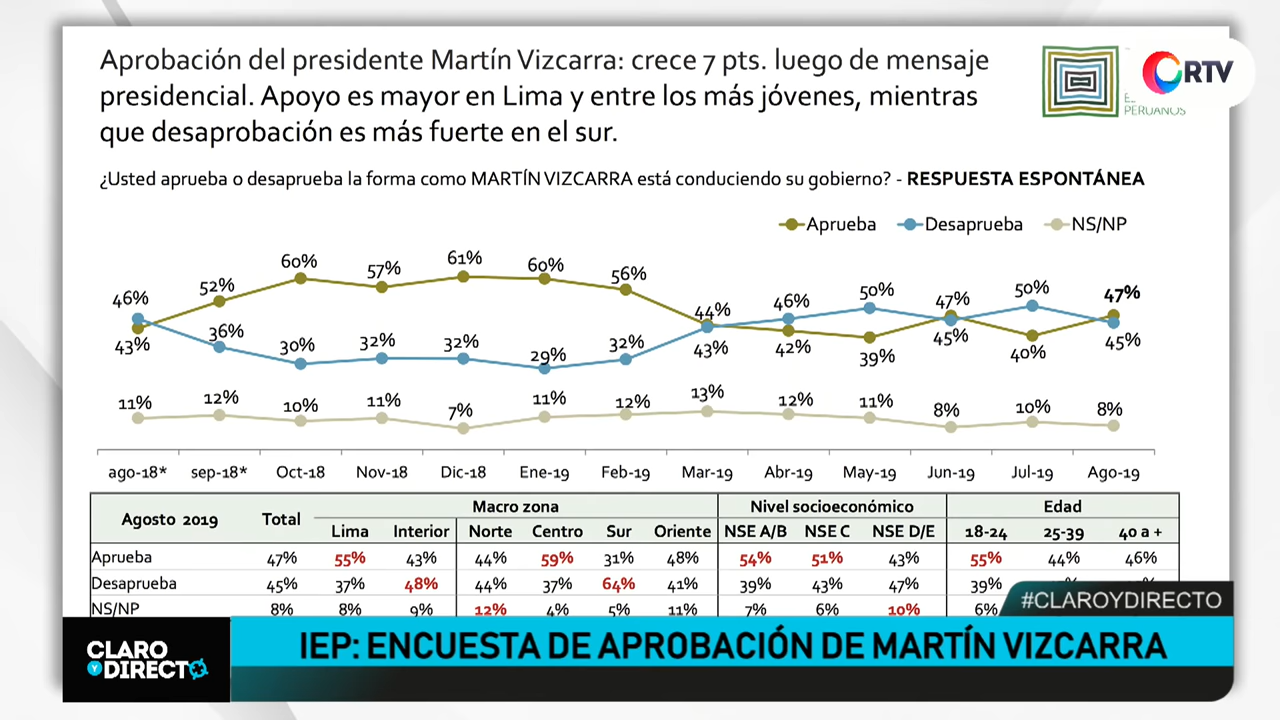 Aprobación del presidente Martín Vizcarra: crece 7 pts. luego de mensaje
presidencial. Apoyo es mayor en Lima y entre los más jóvenes, mientras
que desaprobación es más fuerte en el sur.
RTV
PERUANOS
¿Usted aprueba o desaprueba la forma como MARTÍN VIZCARRA está conduciendo su gobierno? - RESPUESTA ESPONTÁNEA
Aprueba Desaprueba NS/NP
46% 52% 60% 57% 61% 60% 56% 44% 46% 50% 47% 50% 47%
43% 36% 30% 32% 32% 29% 32% 43% 42% 39% 45% 40% 45%
11% 12% 10% 11% 7% 11% 12% 13% 12% 11% 8% 10% 8%
ago-18* sep-18* Oct-18 Nov-18 Dic-18 Ene-19 Feb-19 Mar-19 Abr-19 May-19 Jun-19 Jul-19 Ago-19
Agosto 2019 Total Macro zona Nivel socioeconómico Edad
Lima Interior Norte Centro Sur Oriente NSE A/B NSE C NSE D/E 18-24 25-39 40 a +
Aprueba 47% 55% 43% 44% 59% 31% 48% 54% 51% 43% 55% 44% 46%
Desaprueba 45% 37% 48% 44% 37% 64% 41% 39% 43% 47% 39%
NS/NP 8% 8% 9% 12% 4% 5% 11% 7% 6% 10% 6%
#CLAROYDIRECTO
CLARO
Y DIRECTO
IEP: ENCUESTA DE APROBACIÓN DE MARTÍN VIZCARRA